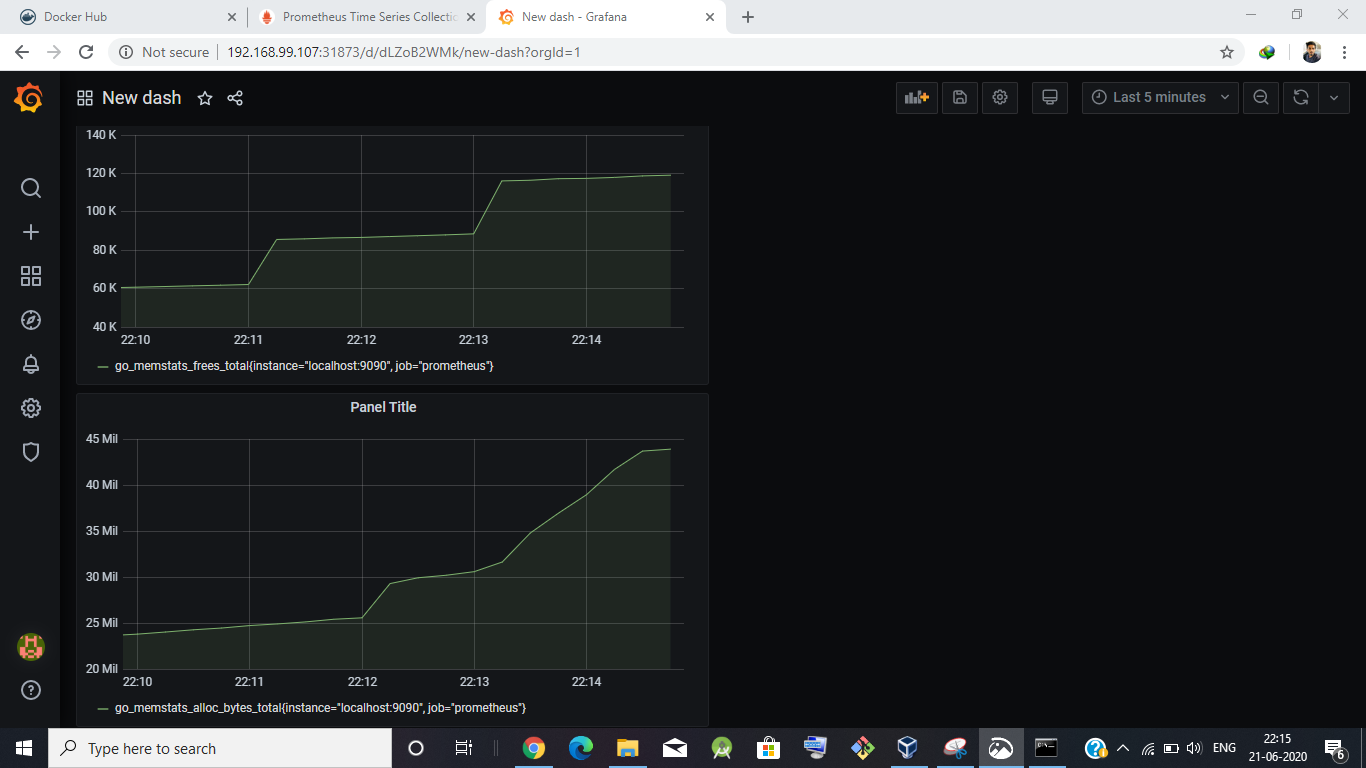 Docker Hub
Prometheus Time Series Collectio
New dash - Grafana
Not secure
192.168.99.107:31873/d/dLZoB2WMk/new-dash?orgId=1
New dash
Last 5 minutes
140 K
120 K
100 K
80 K
60 K
40 K
22:10 22:11 22:12 22:13 22:14
go_memstats_frees_total{instance="localhost:9090", job="prometheus"}
Panel Title
45 Mil
40 Mil
35 Mil
30 Mil
25 Mil
20 Mil
22:10 22:11 22:12 22:13 22:14
go_memstats_alloc_bytes_total{instance="localhost:9090", job="prometheus"}
Type here to search
ENG
22:15
21-06-2020
6